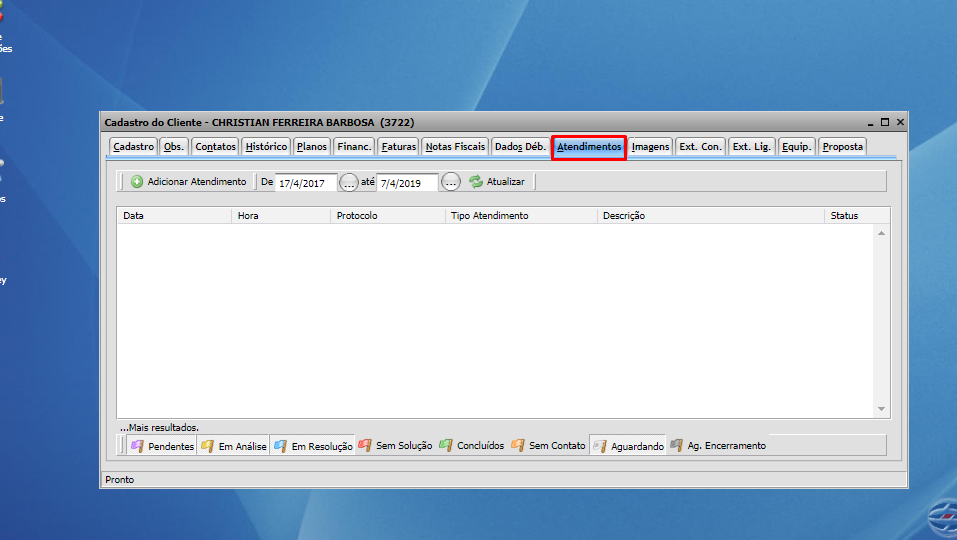 e
ões
e
os
ey
Cadastro do Cliente - CHRISTIAN FERREIRA BARBOSA (3722)
Cadastro Obs. Contatos Histórico Planos Financ. Faturas Notas Fiscais Dados Déb. Atendimentos Imagens Ext. Con. Ext. Lig. Equip. Proposta
Adicionar Atendimento De 17/4/2017 ... até 7/4/2019 ... Atualizar
Data Hora Protocolo Tipo Atendimento Descrição Status
...Mais resultados.
Pendentes Em Análise Em Resolução Sem Solução Concluídos Sem Contato Aguardando Ag. Encerramento
Pronto